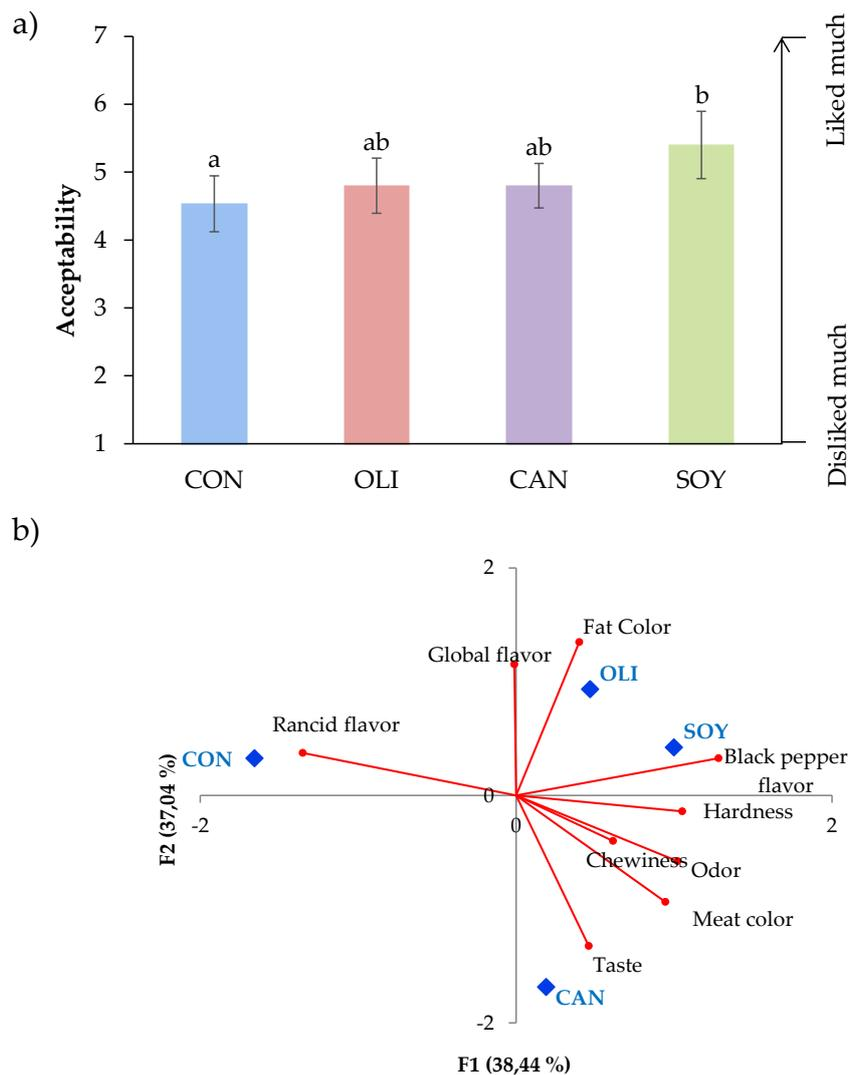 a)
7
6
5
4
3
2
1
Acceptability
a
ab
ab
b
CON
OLI
CAN
SOY
Liked much
Disliked much
b)
2
Fat Color
Global flavor
OLI
Rancid flavor
SOY
CON
Black pepper
flavor
0
Hardness
-2
0
2
Chewiness
Odor
Meat color
Taste
CAN
-2
F2 (37,04 %)
F1 (38,44 %)